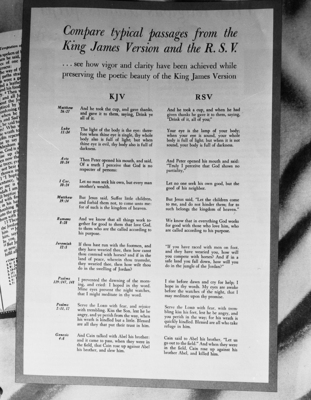 Compare typical passages from the
King James Version and the R.S.V.
. . . see how vigor and clarity have been achieved while
preserving the poetic beauty of the King James Version
KJV
RSV
Matthew
And he took the cup, and gave thanks,
and gave it to them, saying, Drink ye
all of it
And he took a cup, and when he had
given thanks he gave it to them, saying,
"Drink of it, all of you."
Luke
The light of the body is the eye: there-
fore when thine eye is single, thy whole
body also is full of light; but when
thine eye is evil, thy body also is full of
darkness.
Your eye is the lamp of your body;
when your eye is sound, your whole
body is full of light; but when it is not
sound, your body is full of darkness.
Then Peter opened his mouth, and said,
Of a truth I perceive that God is no
respecter of persons:
And Peter opened his mouth and said:
"Truly I perceive that God shows no
partiality."
1 Cor.
Let no man seek his own, but every man
another's wealth.
Let no one seek his own good, but the
good of his neighbor.
Matthew
But Jesus said, Suffer little children,
and forbid them not, to come unto me:
for of such is the kingdom of heaven.
but Jesus said, "Let the children come
to me, and do not hinder them; for to
such belongs the kingdom of heaven."
Romans
8:28
And we know that all things work to-
gether for good to them that love God,
to them who are the called according to
his purpose.
We know that in everything God works
for good with those who love him, who
are called according to his purpose.
Jeremiah
12:5
If thou hast run with the footmen, and
they have wearied thee, then how canst
thou contend with horses? and if in the
land of peace, wherein thou trustedst,
they wearied thee, then how wilt thou
do in the swelling of Jordan?
"If you have raced with men on foot,
and they have wearied you, how will
you compete with horses? And if in a
safe land you fall down, how will you
do in the jungle of the Jordan?"
Psalms
I prevented the dawning of the morn-
ing, and cried: I hoped in thy word.
Mine eyes prevent the night watches,
that I might meditate in thy word.
I rise before dawn and cry for help; I
hope in thy words. My eyes are awake
before the watches of the night, that I
may meditate upon thy promise.
Psalms
Serve the LORD with fear, and rejoice
with trembling. Kiss the Son, lest he be
angry, and ye perish from the way, when
his wrath is kindled but a little. Blessed
are all they that put their trust in him.
Serve the LORD with fear, with trem-
bling kiss his feet, lest he be angry, and
you perish in the way; for his wrath is
quickly kindled. Blessed are all who take
refuge in him.
Genesis
4:8
And Cain talked with Abel his brother:
and it came to pass, when they were in
the field, that Cain rose up against Abel
his brother, and slew him.
Cain said to Abel his brother, "Let us
go out to the field." And when they were
in the field, Cain rose up against his
brother Abel, and killed him.